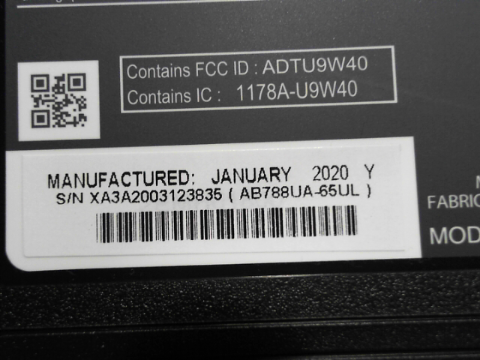 Contains FCC ID : ADTU9W40
Contains IC : 1178A-U9W40
MANUFACTURED: JANUARY 2020 Y
S/N XA3A2003123835 ( AB788UA-65UL )
FABRIC
MOD